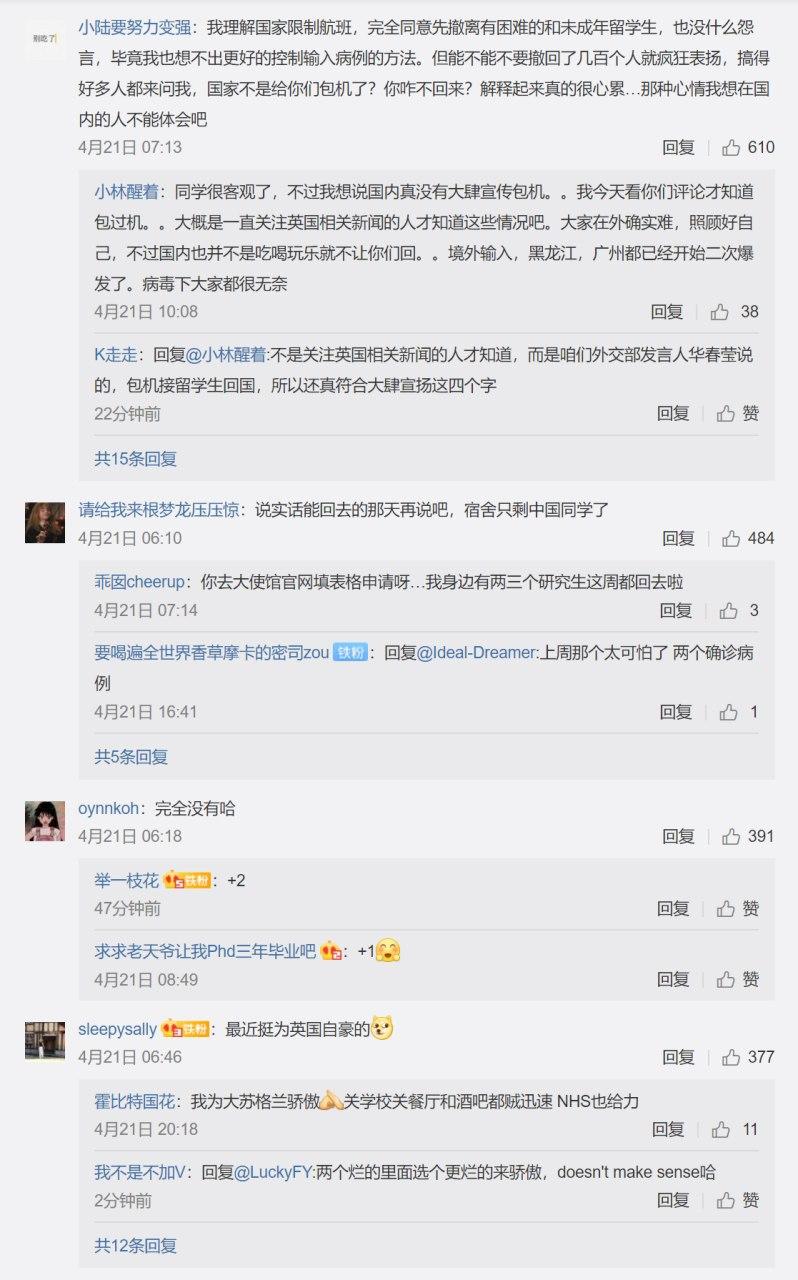 别吃了
小陆要努力变强：我理解国家限制航班，完全同意先撤离有困难的和未成年留学生，也没什么怨
言，毕竟我也想不出更好的控制输入病例的方法。但能不能不要撤回了几百个人就疯狂表扬，搞得
好多人都来问我，国家不是给你们包机了？你咋不回来？解释起来真的很心累…那种心情我想在国
内的人不能体会吧
4月21日 07:13 回复 610
小林醒着：同学很客观了，不过我想说国内真没有大肆宣传包机。。我今天看你们评论才知道
包过机。。大概是一直关注英国相关新闻的人才知道这些情况吧。大家在外确实难，照顾好自
己，不过国内也并不是吃喝玩乐就不让你们回。。境外输入，黑龙江，广州都已经开始二次爆
发了。病毒下大家都很无奈
4月21日 10:08 回复 38
K走走：回复@小林醒着:不是关注英国相关新闻的人才知道，而是咱们外交部发言人华春莹说
的，包机接留学生回国，所以还真符合大肆宣扬这四个字
22分钟前 回复 赞
共15条回复
请给我来根梦龙压压惊：说实话能回去的那天再说吧，宿舍只剩中国同学了
4月21日 06:10 回复 484
乖囡cheerup：你去大使馆官网填表格申请呀…我身边有两三个研究生这周都回去啦
4月21日 07:14 回复 3
要喝遍全世界香草摩卡的密司zou 铁粉：回复@Ideal-Dreamer:上周那个太可怕了 两个确诊病
例
4月21日 16:41 回复 1
共5条回复
oynnkoh：完全没有哈
4月21日 06:18 回复 391
举一枝花 5 铁粉：+2
47分钟前 回复 赞
求求老天爷让我Phd三年毕业吧 2：+1
4月21日 08:49 回复 赞
sleepysally 3 铁粉：最近挺为英国自豪的
4月21日 06:46 回复 377
霍比特国花：我为大苏格兰骄傲关学校关餐厅和酒吧都贼迅速 NHS也给力
4月21日 20:18 回复 11
我不是不加V：回复@LuckyFY:两个烂的里面选个更烂的来骄傲，doesn't make sense哈
2分钟前 回复 赞
共12条回复